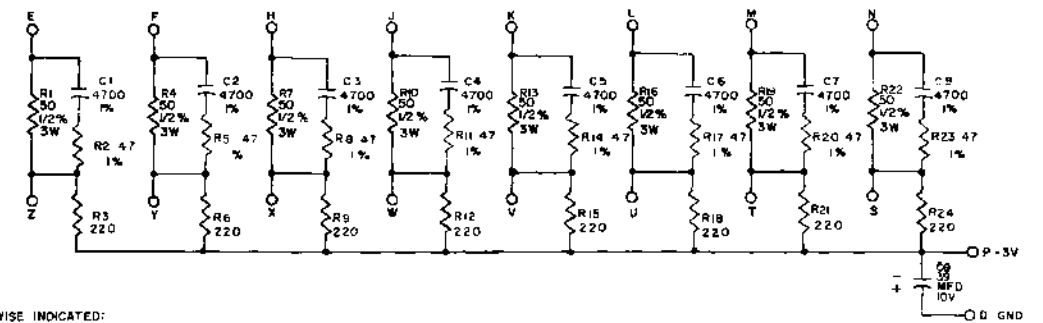 E F H J K L M N
R1 50 1/2% 3W
C1 4700 1%
R2 47 1%
R4 50 1/2% 3W
C2 4700 1%
R5 47 %
R7 50 1/2% 3W
C3 4700 1%
R8 47 1%
R10 50 1/2% 3W
C4 4700 1%
R11 47 1%
R13 50 1/2% 3W
C5 4700 1%
R14 47 1%
R16 50 1/2% 3W
C6 4700 1%
R17 47 1%
R19 50 1/2% 3W
C7 4700 1%
R20 47 1%
R22 50 1/2% 3W
C8 4700 1%
R23 47 1%
Z Y X W V U T S
R3 220
R6 220
R9 220
R12 220
R15 220
R18 220
R21 220
R24 220
P -3V
- + C9 39 MFD 10V
D GND
WISE INDICATED: